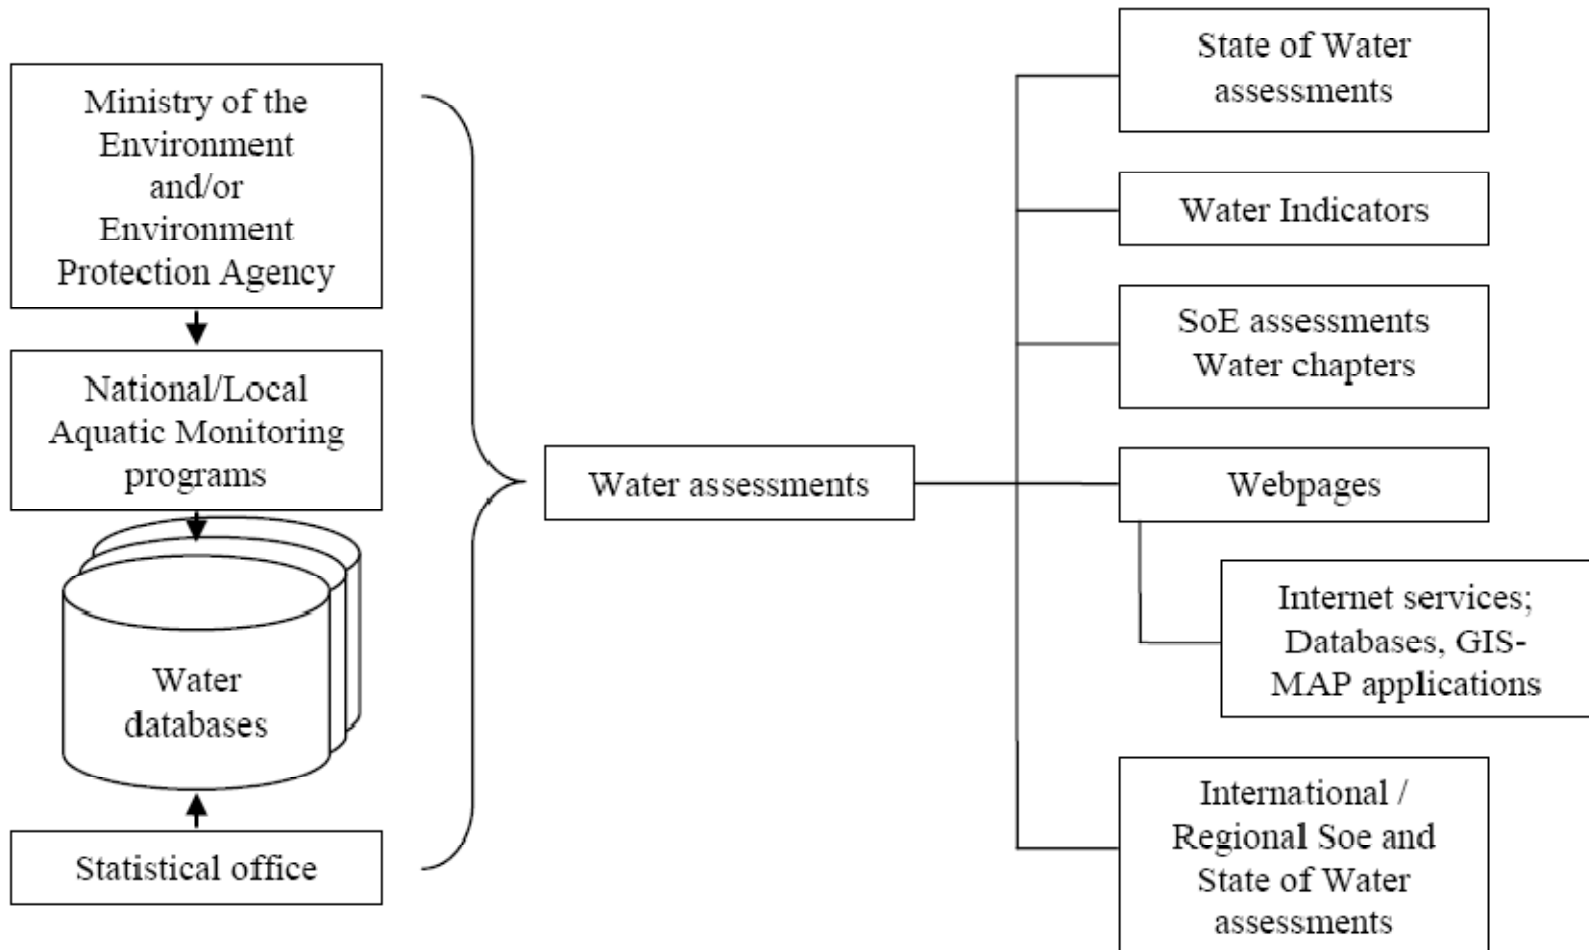 Ministry of the
Environment
and/or
Environment
Protection Agency
National/Local
Aquatic Monitoring
programs
Water
databases
Statistical office
Water assessments
State of Water
assessments
Water Indicators
SoE assessments
Water chapters
Webpages
Internet services;
Databases, GIS-
MAP applications
International /
Regional Soe and
State of Water
assessments